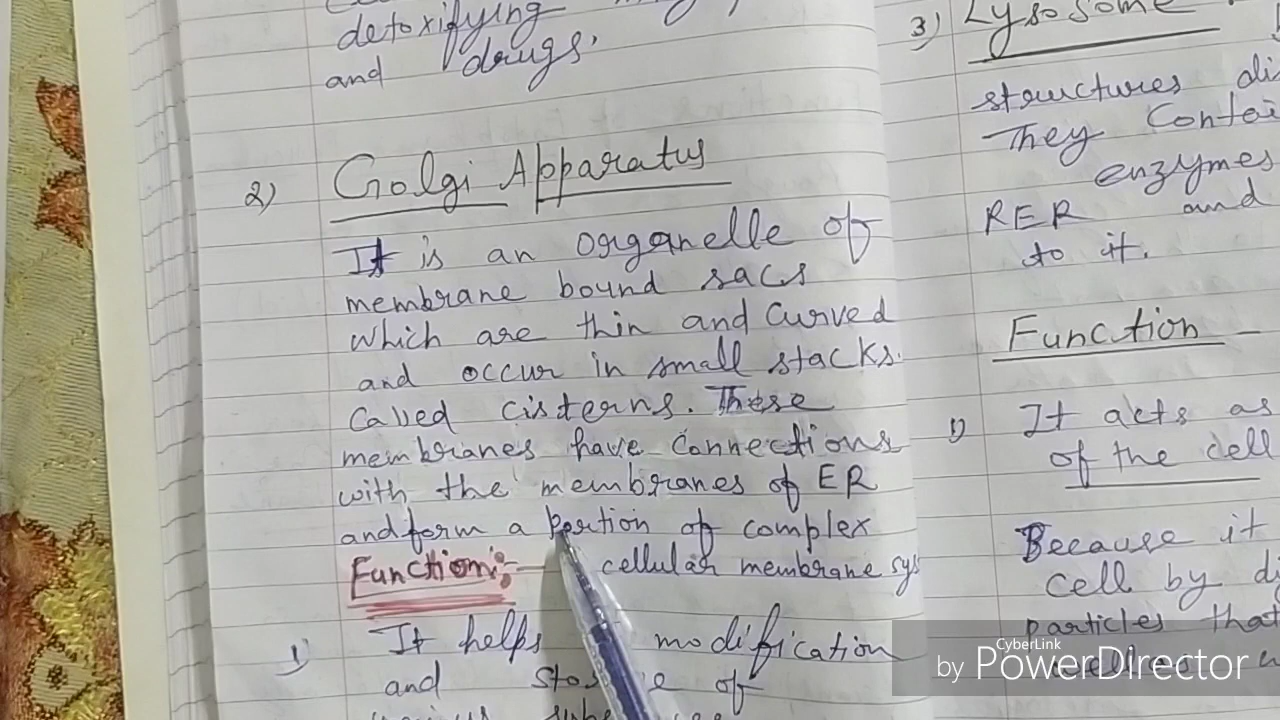 detoxifying
and drugs,
2) Golgi Apparatus
It is an organelle of
membrane bound sacs
which are thin and curved
and occur in small stacks.
Called cisterns. These
membranes have connections
with the membranes of ER
and form a portion of complex
Function:- cellular membrane sys
1) It helps modification
and of
3) Lysosome
structures
They
enzymes
RER and
to it.
Function -
1) It acts as
of the cell
Because it
cell by
particles that
CyberLink
by PowerDirector